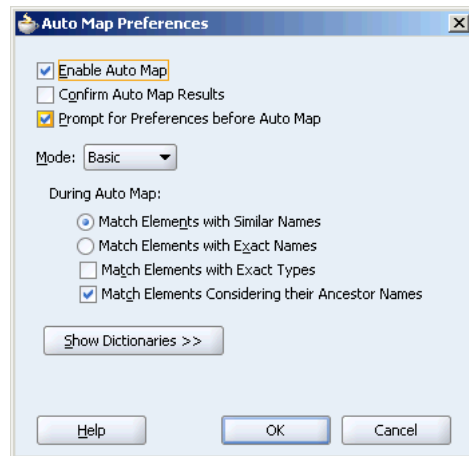 Auto Map Preferences
Enable Auto Map
Confirm Auto Map Results
Prompt for Preferences before Auto Map
Mode: Basic
During Auto Map:
Match Elements with Similar Names
Match Elements with Exact Names
Match Elements with Exact Types
Match Elements Considering their Ancestor Names
Show Dictionaries >>
Help OK Cancel